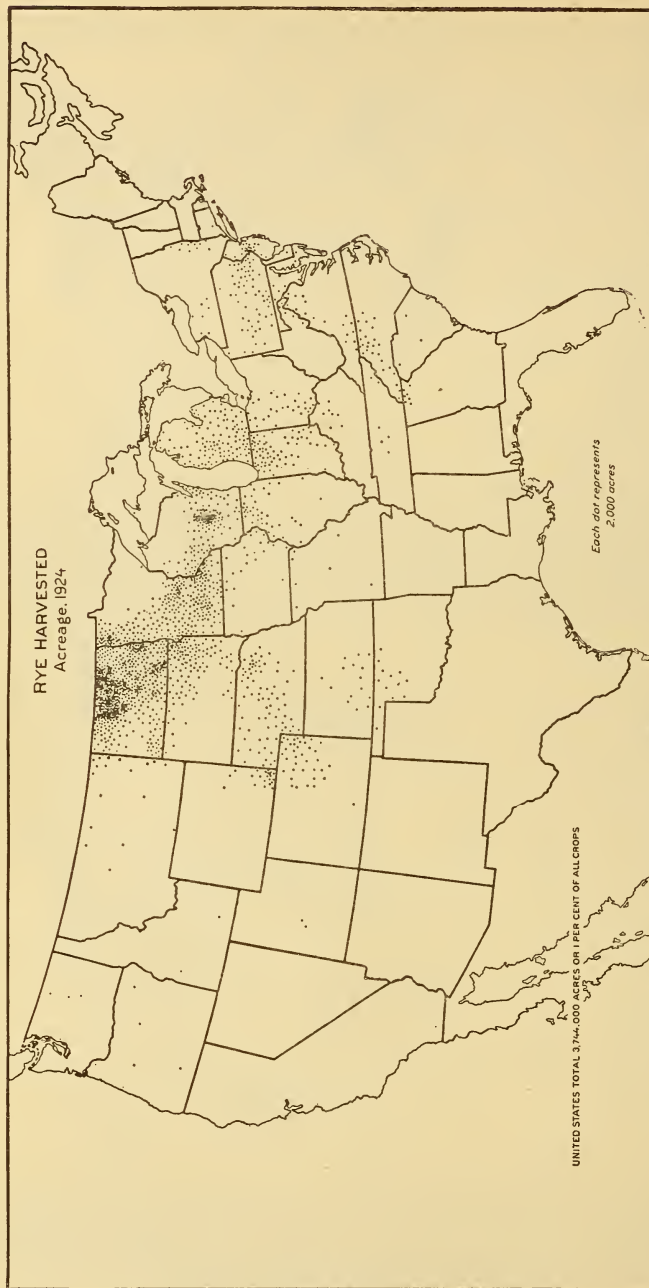 RYE HARVESTED
Acreage, 1924
Each dot represents
2,000 acres
UNITED STATES TOTAL 3,744,000 ACRES OR 1 PER CENT OF ALL CROPS